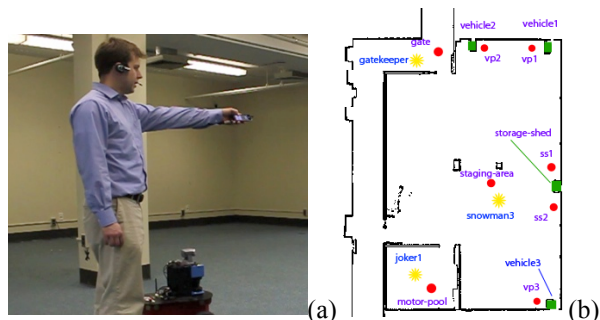 vehicle2
vehicle1
gate
gatekeeper
vp2
vp1
storage-shed
ss1
staging-area
snowman3
ss2
joker1
vehicle3
motor-pool
vp3
(a)
(b)